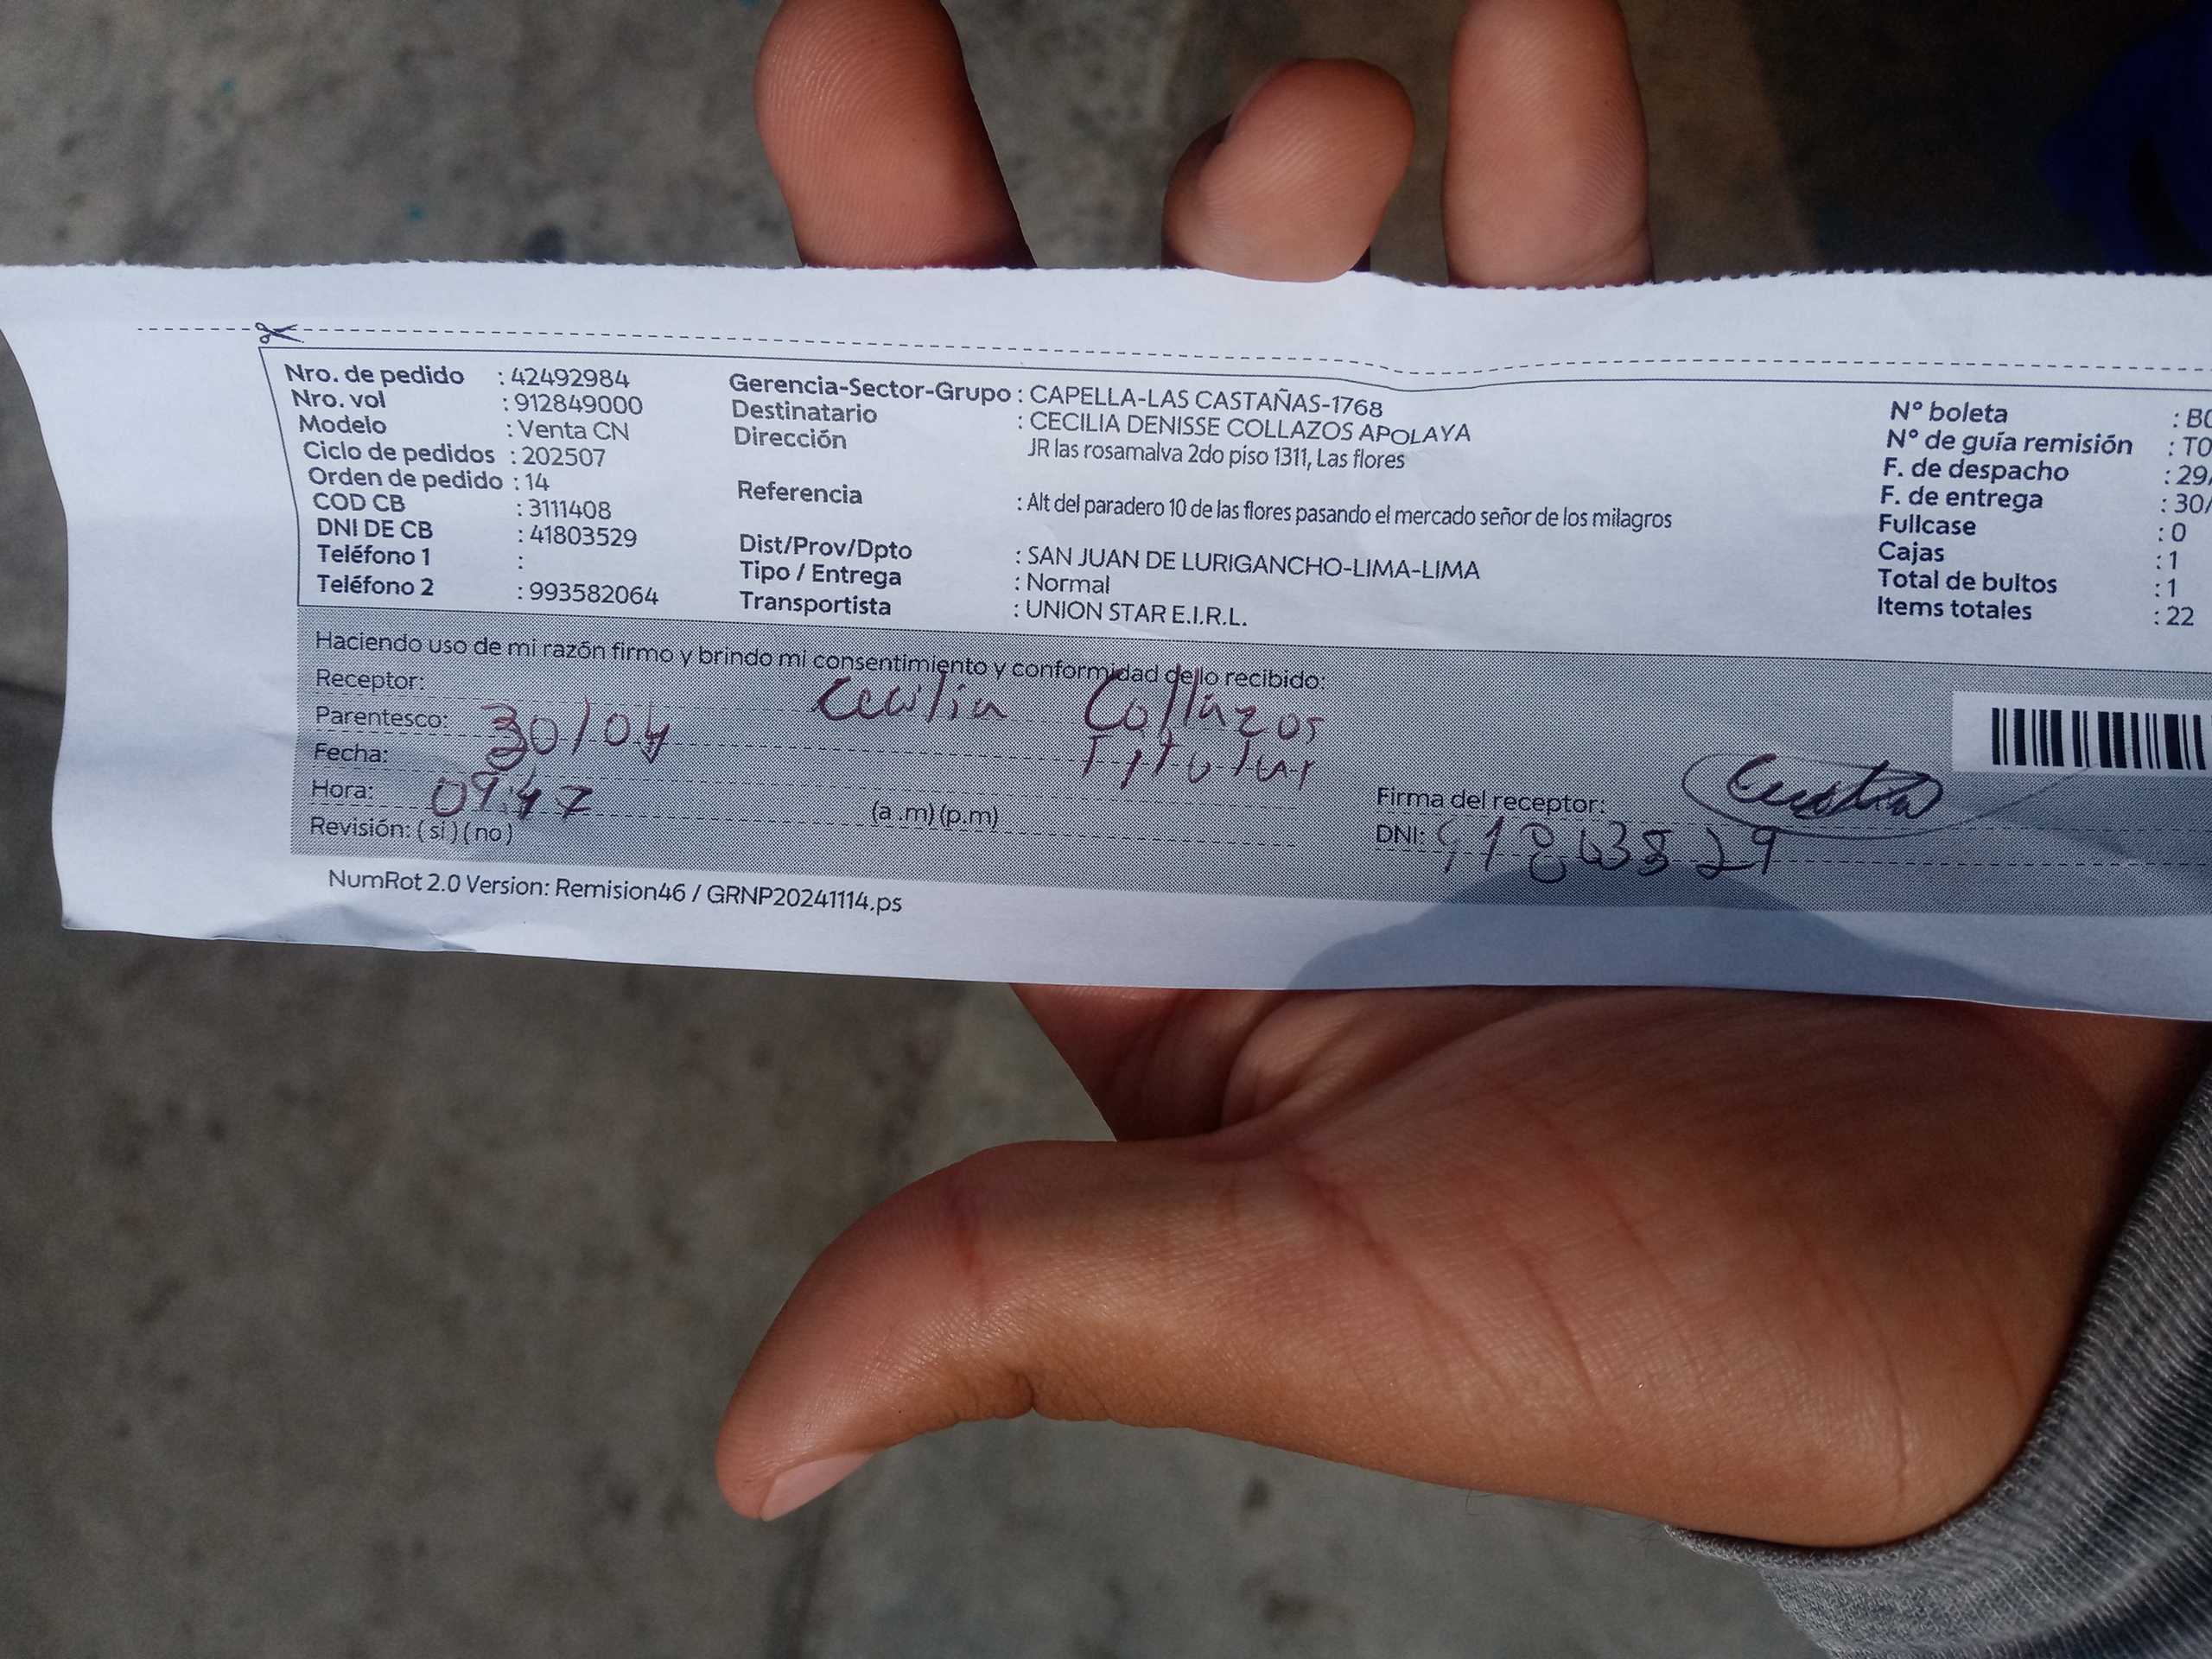 Nro. de pedido : 42492984
Nro. vol : 912849000
Modelo : Venta CN
Ciclo de pedidos : 202507
Orden de pedido : 14
COD CB : 3111408
DNI DE CB : 41803529
Teléfono 1 :
Teléfono 2 : 993582064
Gerencia-Sector-Grupo : CAPELLA-LAS CASTAÑAS-1768
Destinatario : CECILIA DENISSE COLLAZOS APOLAYA
Dirección JR las rosamalva 2do piso 1311, Las flores
Referencia : Alt del paradero 10 de las flores pasando el mercado señor de los milagros
Dist/Prov/Dpto : SAN JUAN DE LURIGANCHO-LIMA-LIMA
Tipo / Entrega : Normal
Transportista : UNION STAR E.I.R.L.
N° boleta : B0
N° de guía remisión : T0
F. de despacho : 29/
F. de entrega : 30/
Fullcase : 0
Cajas : 1
Total de bultos : 1
Items totales : 22
Haciendo uso de mi razón firmo y brindo mi consentimiento y conformidad de lo recibido:
Receptor: Cecilia Collazos
Parentesco: Titular
Fecha: 30/04
Hora: 09:47 (a .m) (p.m)
Revisión: ( si ) ( no )
Firma del receptor:
DNI:
NumRot 2.0 Version: Remision46 / GRNP20241114.ps